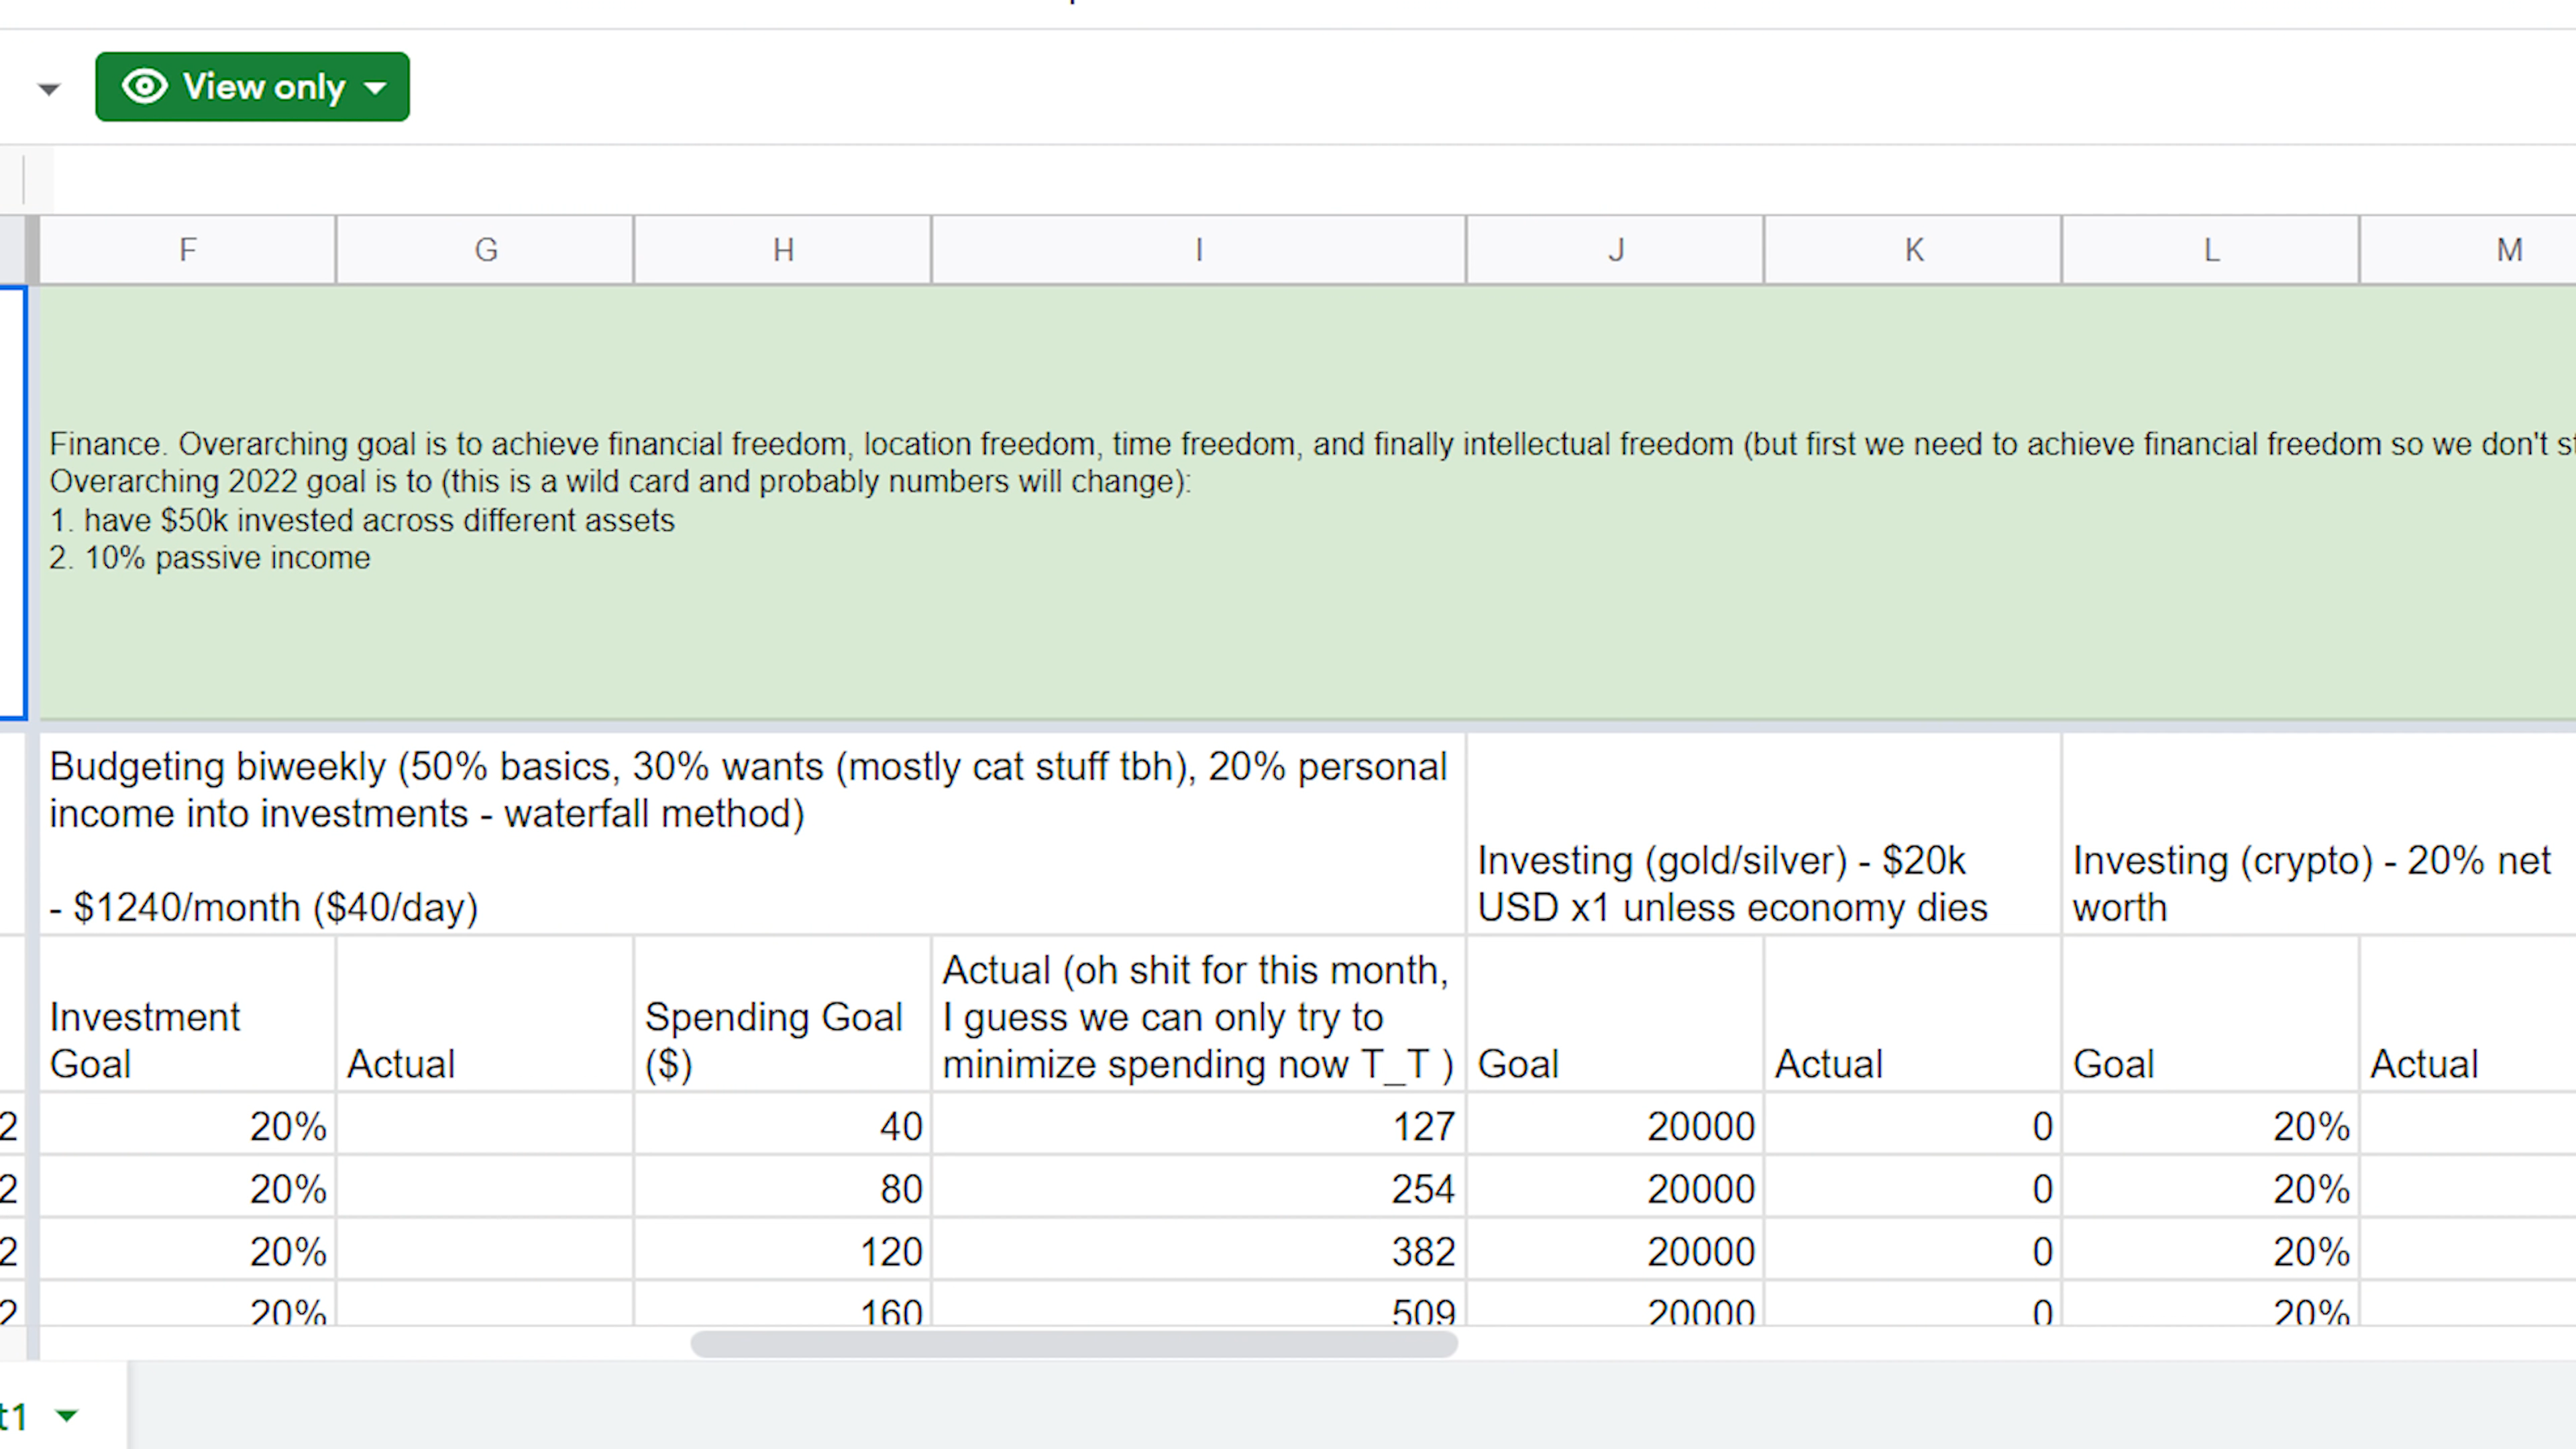 View only
F G H I J K L M
Finance. Overarching goal is to achieve financial freedom, location freedom, time freedom, and finally intellectual freedom (but first we need to achieve financial freedom so we don't
Overarching 2022 goal is to (this is a wild card and probably numbers will change):
1. have $50k invested across different assets
2. 10% passive income
Budgeting biweekly (50% basics, 30% wants (mostly cat stuff tbh), 20% personal
income into investments - waterfall method)
- $1240/month ($40/day)
Investing (gold/silver) - $20k
USD x1 unless economy dies
Investing (crypto) - 20% net
worth
Investment
Goal
Actual
Spending Goal
($)
Actual (oh shit for this month,
I guess we can only try to
minimize spending now T_T )
Goal
Actual
Goal
Actual
2 20% 40 127 20000 0 20%
2 20% 80 254 20000 0 20%
2 20% 120 382 20000 0 20%
2 20% 160 509 20000 0 20%
t1